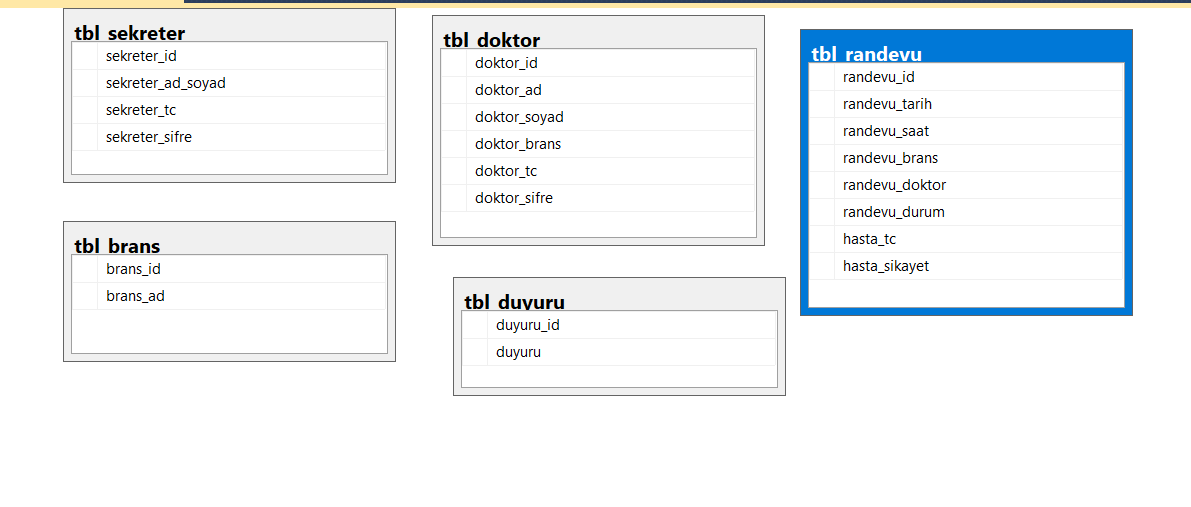 tbl_sekreter
sekreter_id
sekreter_ad_soyad
sekreter_tc
sekreter_sifre
tbl_doktor
doktor_id
doktor_ad
doktor_soyad
doktor_brans
doktor_tc
doktor_sifre
tbl_randevu
randevu_id
randevu_tarih
randevu_saat
randevu_brans
randevu_doktor
randevu_durum
hasta_tc
hasta_sikayet
tbl_brans
brans_id
brans_ad
tbl_duyuru
duyuru_id
duyuru